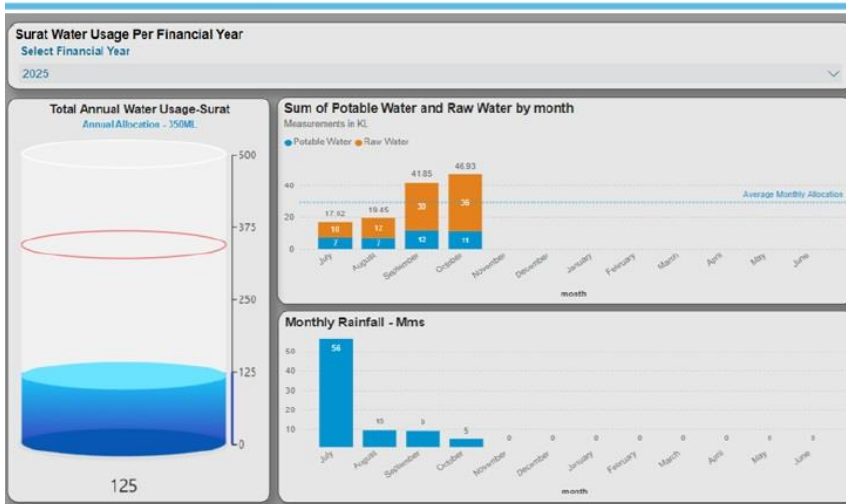 Surat Water Usage Per Financial Year
Select Financial Year
2025
Total Annual Water Usage-Surat
Annual Allocation - 350ML
500
375
250
125
0
125
Sum of Potable Water and Raw Water by month
Measurements in KL
Potable Water Raw Water
40
20
0
Average Monthly Allocation
17.92 19.45 41.85 46.93
10 12 30 36
7 7 12 11
July August September October November December January February March April May June
month
Monthly Rainfall - Mms
50
40
30
20
10
56 10 9 5 0 0 0 0 0 0 0 0
July August September October November December January February March April May June
month